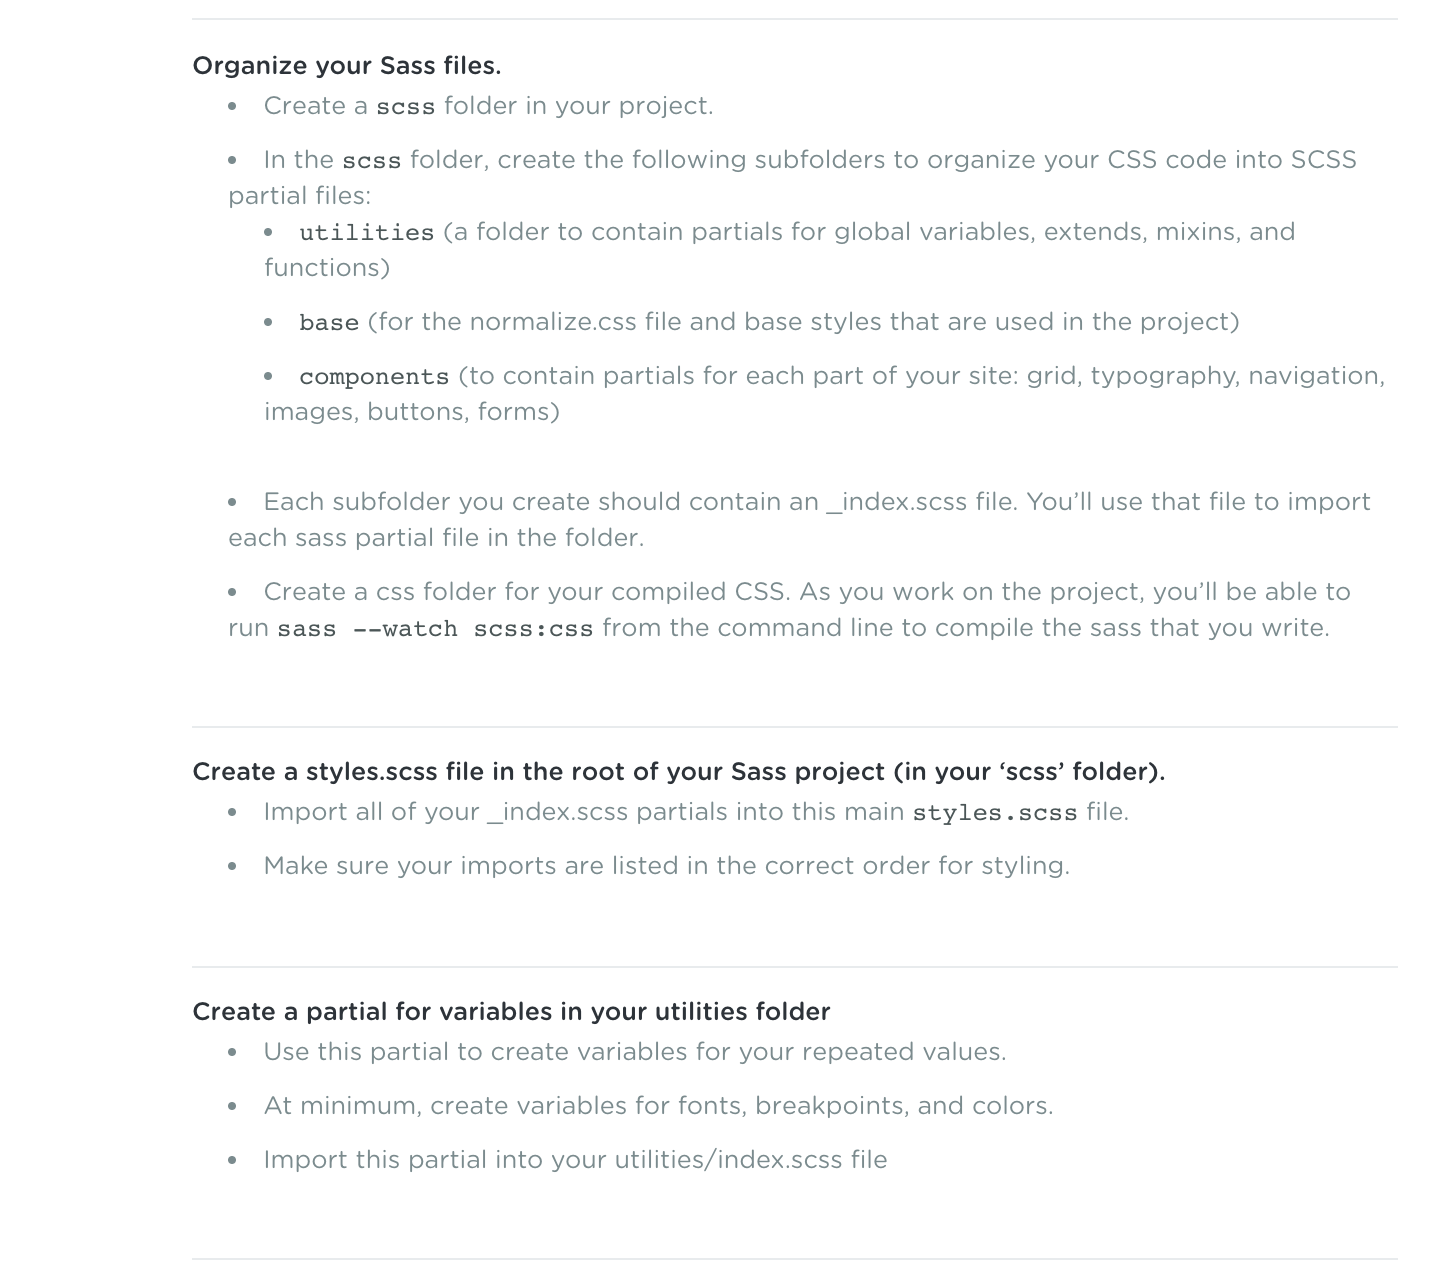 Organize your Sass files.
• Create a scss folder in your project.
• In the scss folder, create the following subfolders to organize your CSS code into SCSS
partial files:
• utilities (a folder to contain partials for global variables, extends, mixins, and
functions)
• base (for the normalize.css file and base styles that are used in the project)
• components (to contain partials for each part of your site: grid, typography, navigation,
images, buttons, forms)
• Each subfolder you create should contain an _index.scss file. You’ll use that file to import
each sass partial file in the folder.
• Create a css folder for your compiled CSS. As you work on the project, you’ll be able to
run sass --watch scss:css from the command line to compile the sass that you write.
Create a styles.scss file in the root of your Sass project (in your ‘scss’ folder).
• Import all of your _index.scss partials into this main styles.scss file.
• Make sure your imports are listed in the correct order for styling.
Create a partial for variables in your utilities folder
• Use this partial to create variables for your repeated values.
• At minimum, create variables for fonts, breakpoints, and colors.
• Import this partial into your utilities/index.scss file